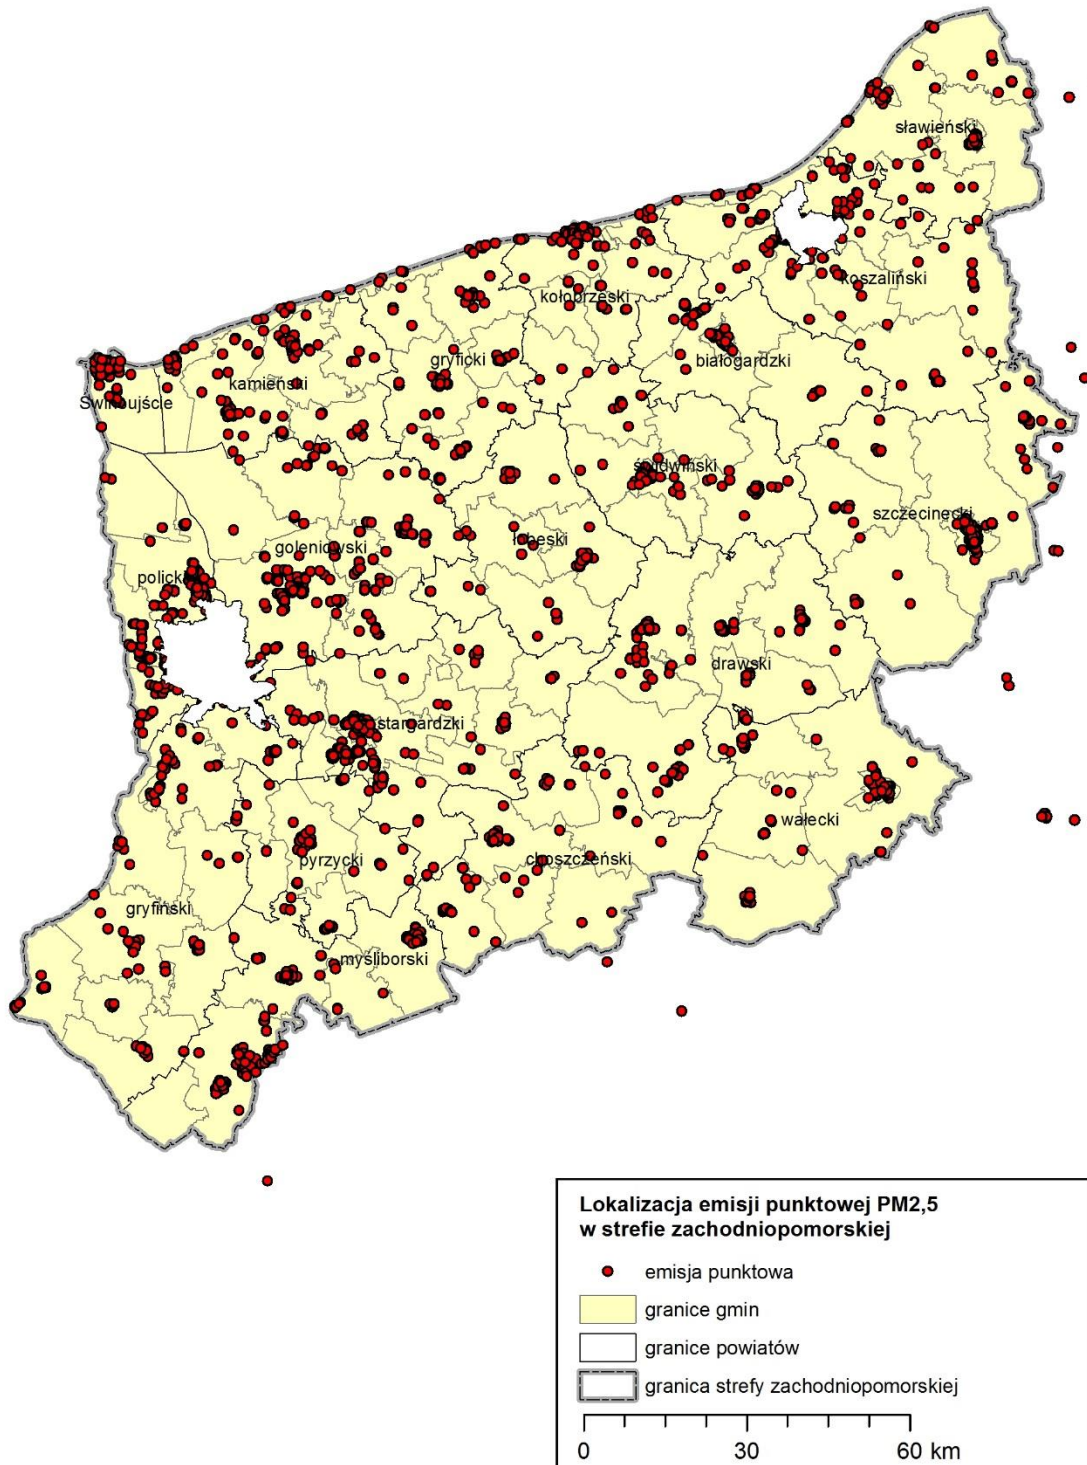 sławieński
koszaliński
kołobrzeski
białogardzki
gryficki
kamieński
Świnoujście
świdwiński
szczecinecki
łobeski
goleniowski
policki
drawski
stargardzki
wałecki
choszczeński
pyrzycki
gryfiński
myśliborski
Lokalizacja emisji punktowej PM2,5
w strefie zachodniopomorskiej
emisja punktowa
granice gmin
granice powiatów
granica strefy zachodniopomorskiej
0 30 60 km